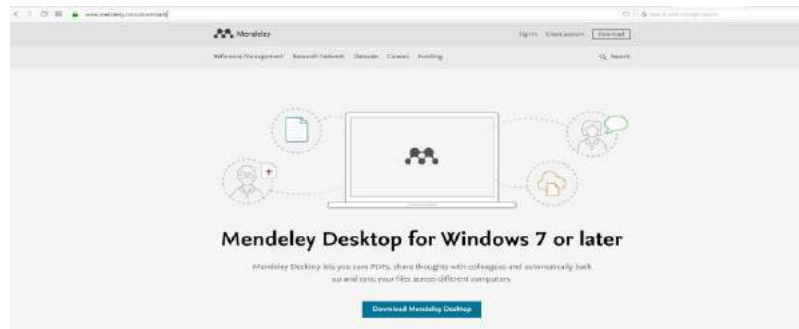 Mendeley
Sign in Create account Download
Reference Management Research Network Datasets Careers Funding
Search
Mendeley Desktop for Windows 7 or later
Mendeley Desktop lets you save PDFs, share thoughts with colleagues and automatically back
up and sync your files across different computers
Download Mendeley Desktop